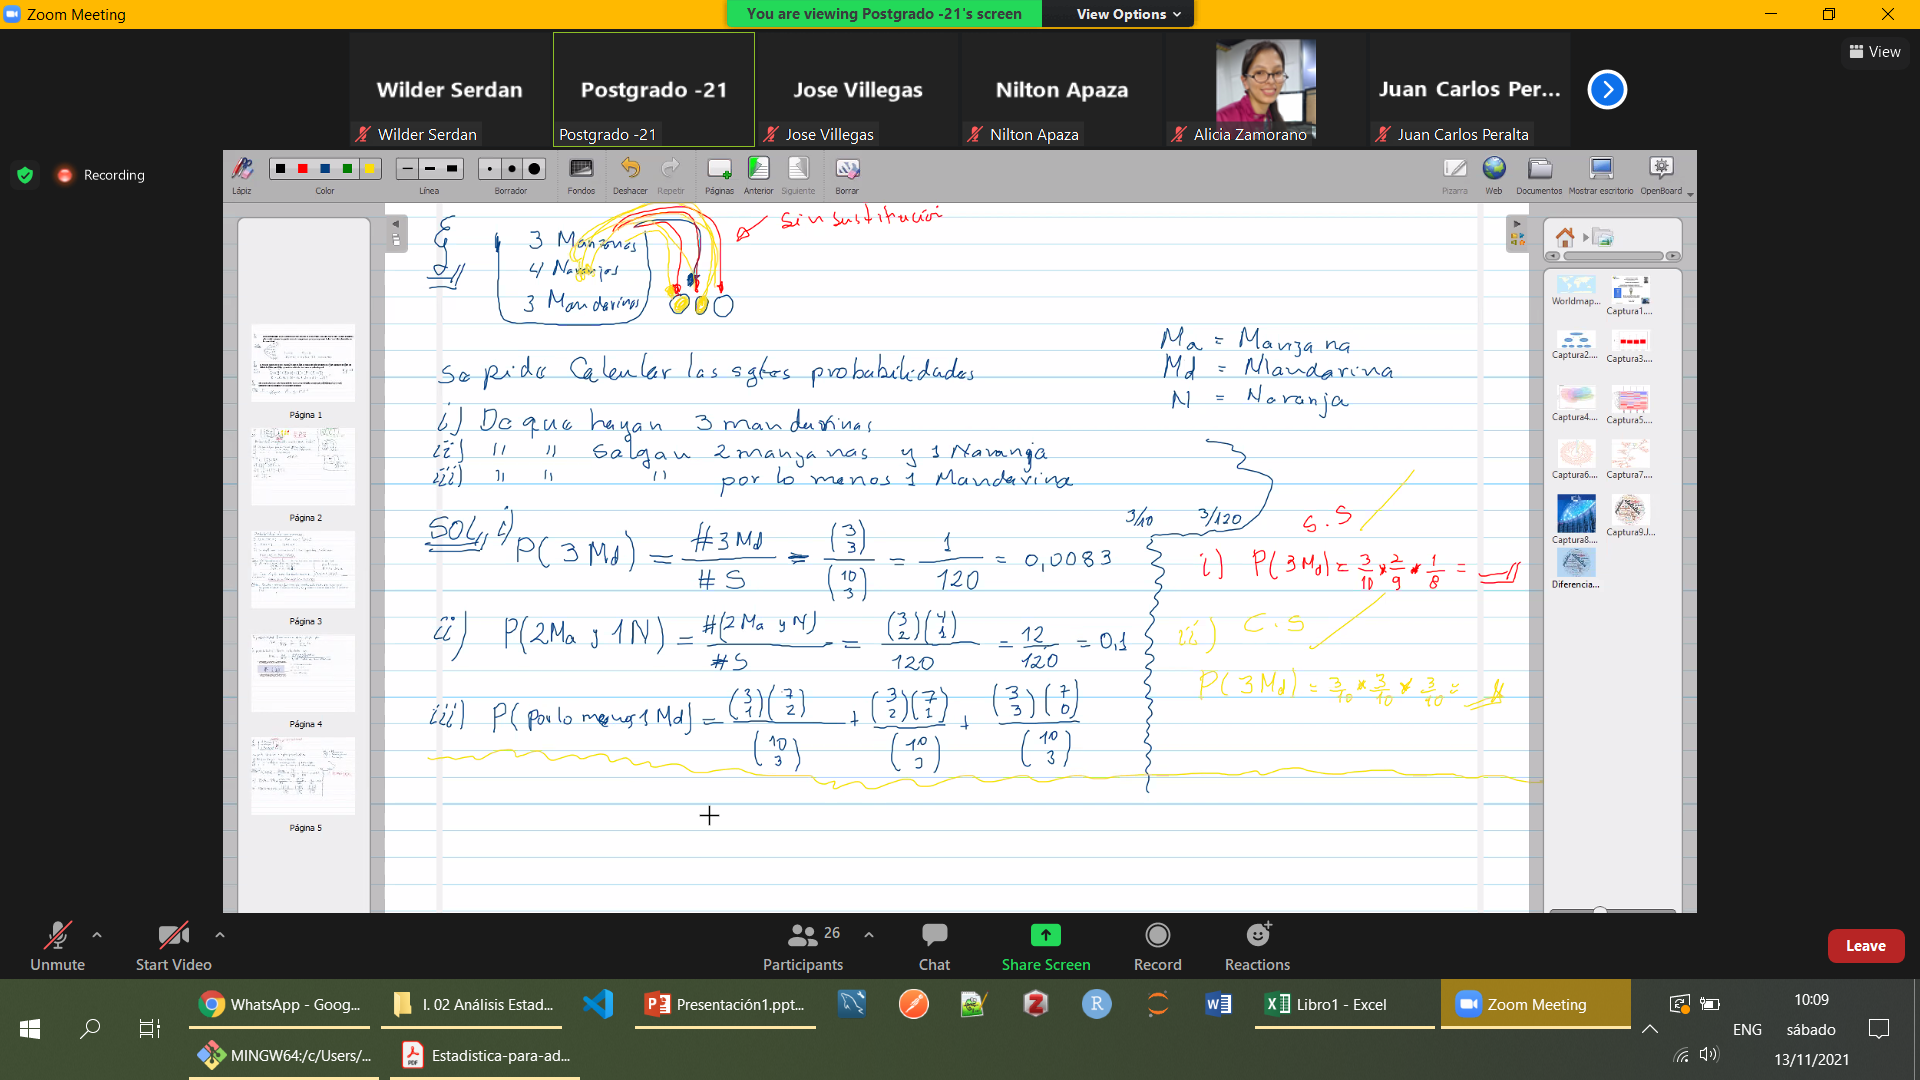 Zoom Meeting
You are viewing Postgrado -21's screen
View Options
Wilder Serdan
Postgrado -21
Jose Villegas
Nilton Apaza
Juan Carlos Per...
Wilder Serdan
Postgrado -21
Jose Villegas
Nilton Apaza
Alicia Zamorano
Juan Carlos Peralta
View
Recording
Lápiz
Color
Línea
Borrador
Fondos
Deshacer
Repetir
Páginas
Anterior
Siguiente
Borrar
Pizarra
Web
Documentos
Mostrar escritorio
OpenBoard
Página 1
Página 2
Página 3
Página 4
Página 5
3 Manzanas
4 Naranjas
3 Mandarinas
sin sustitución
Ma = Manzana
Md = Mandarina
N = Naranja
Se pide Calcular las sgtes probabilidades
i) De que hayan 3 mandarinas
ii) " " Salgan 2 manzanas y 1 Naranja
iii) " " " por lo menos 1 Mandarina
SOL i) P(3 Md) = #3 Md / # S = (3 3) / (10 3) = 1 / 120 = 0,0083
ii) P(2Ma y 1N) = #(2Ma y N) / #S = (3 2)(4 1) / 120 = 12 / 120 = 0,1
iii) P(por lo menos 1 Md) = (3 1)(7 2) / (10 3) + (3 2)(7 1) / (10 3) + (3 3)(7 0) / (10 3)
3/10 3/120
S.S
i) P(3Md) = 3/10 * 2/9 * 1/8 =
ii) C.S
P(3Md) = 3/10 * 3/10 * 3/10 =
Worldmap...
Captura1....
Captura2....
Captura3....
Captura4....
Captura5....
Captura6....
Captura7....
Captura8....
Captura9.J...
Diferencia...
Unmute
Start Video
26
Participants
Chat
Share Screen
Record
Reactions
Leave
WhatsApp - Goog...
I. 02 Análisis Estad...
Presentación1.ppt...
Libro1 - Excel
Zoom Meeting
MINGW64:/c/Users/...
Estadistica-para-ad...
ENG
10:09
sábado
13/11/2021